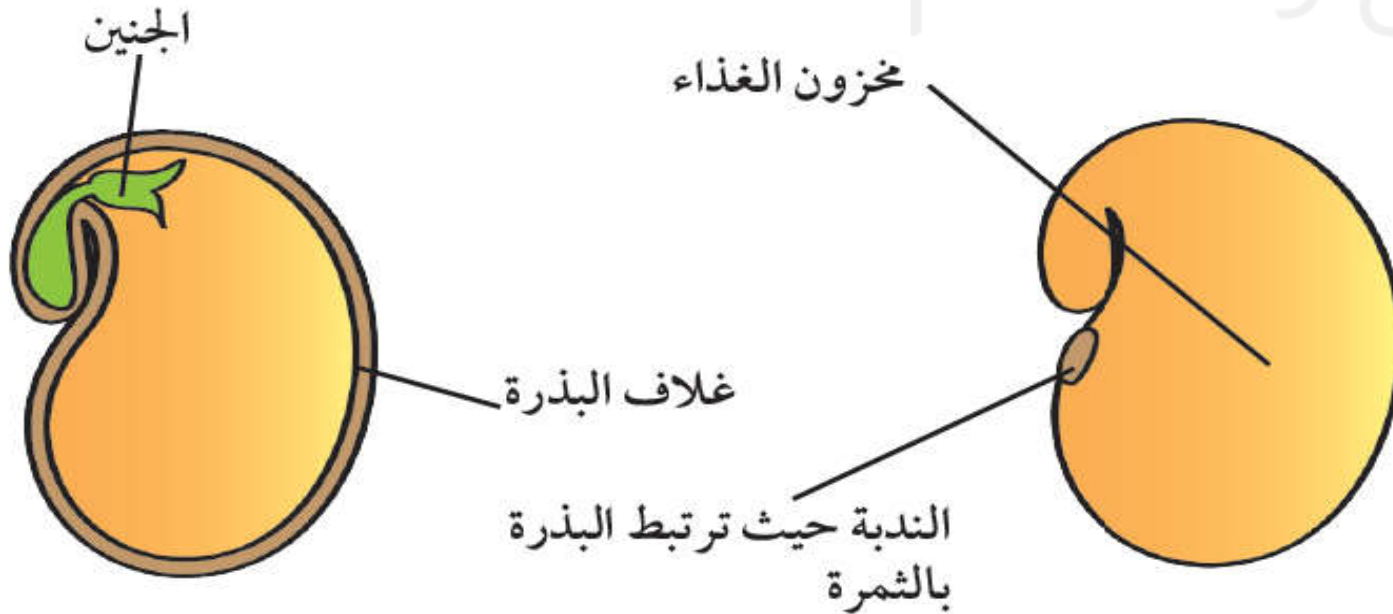 الجنين
مخزون الغذاء
غلاف البذرة
الندبة حيث ترتبط البذرة
بالثمرة